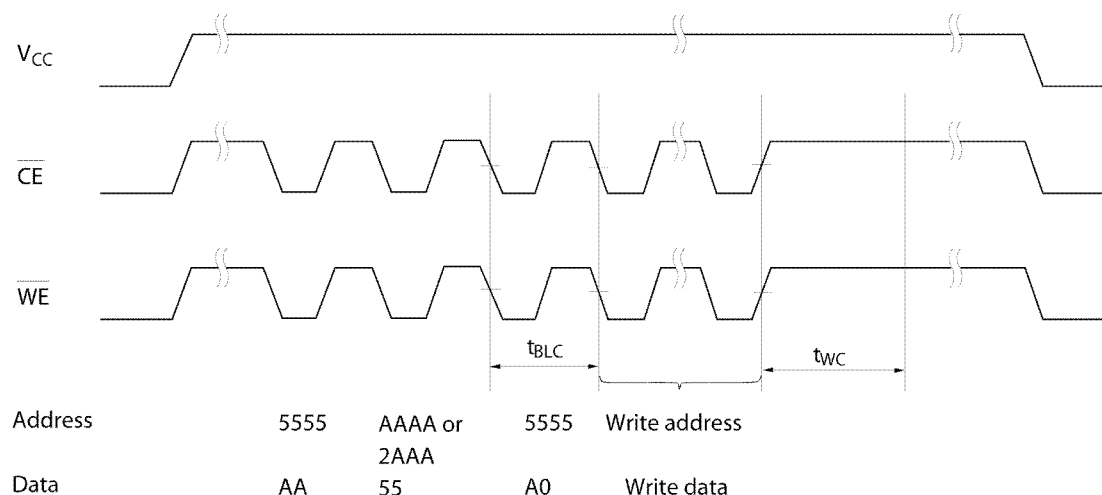 VCC
CE
WE
tBLC
tWC
Address 5555 AAAA or 5555 Write address
2AAA
Data AA 55 A0 Write data